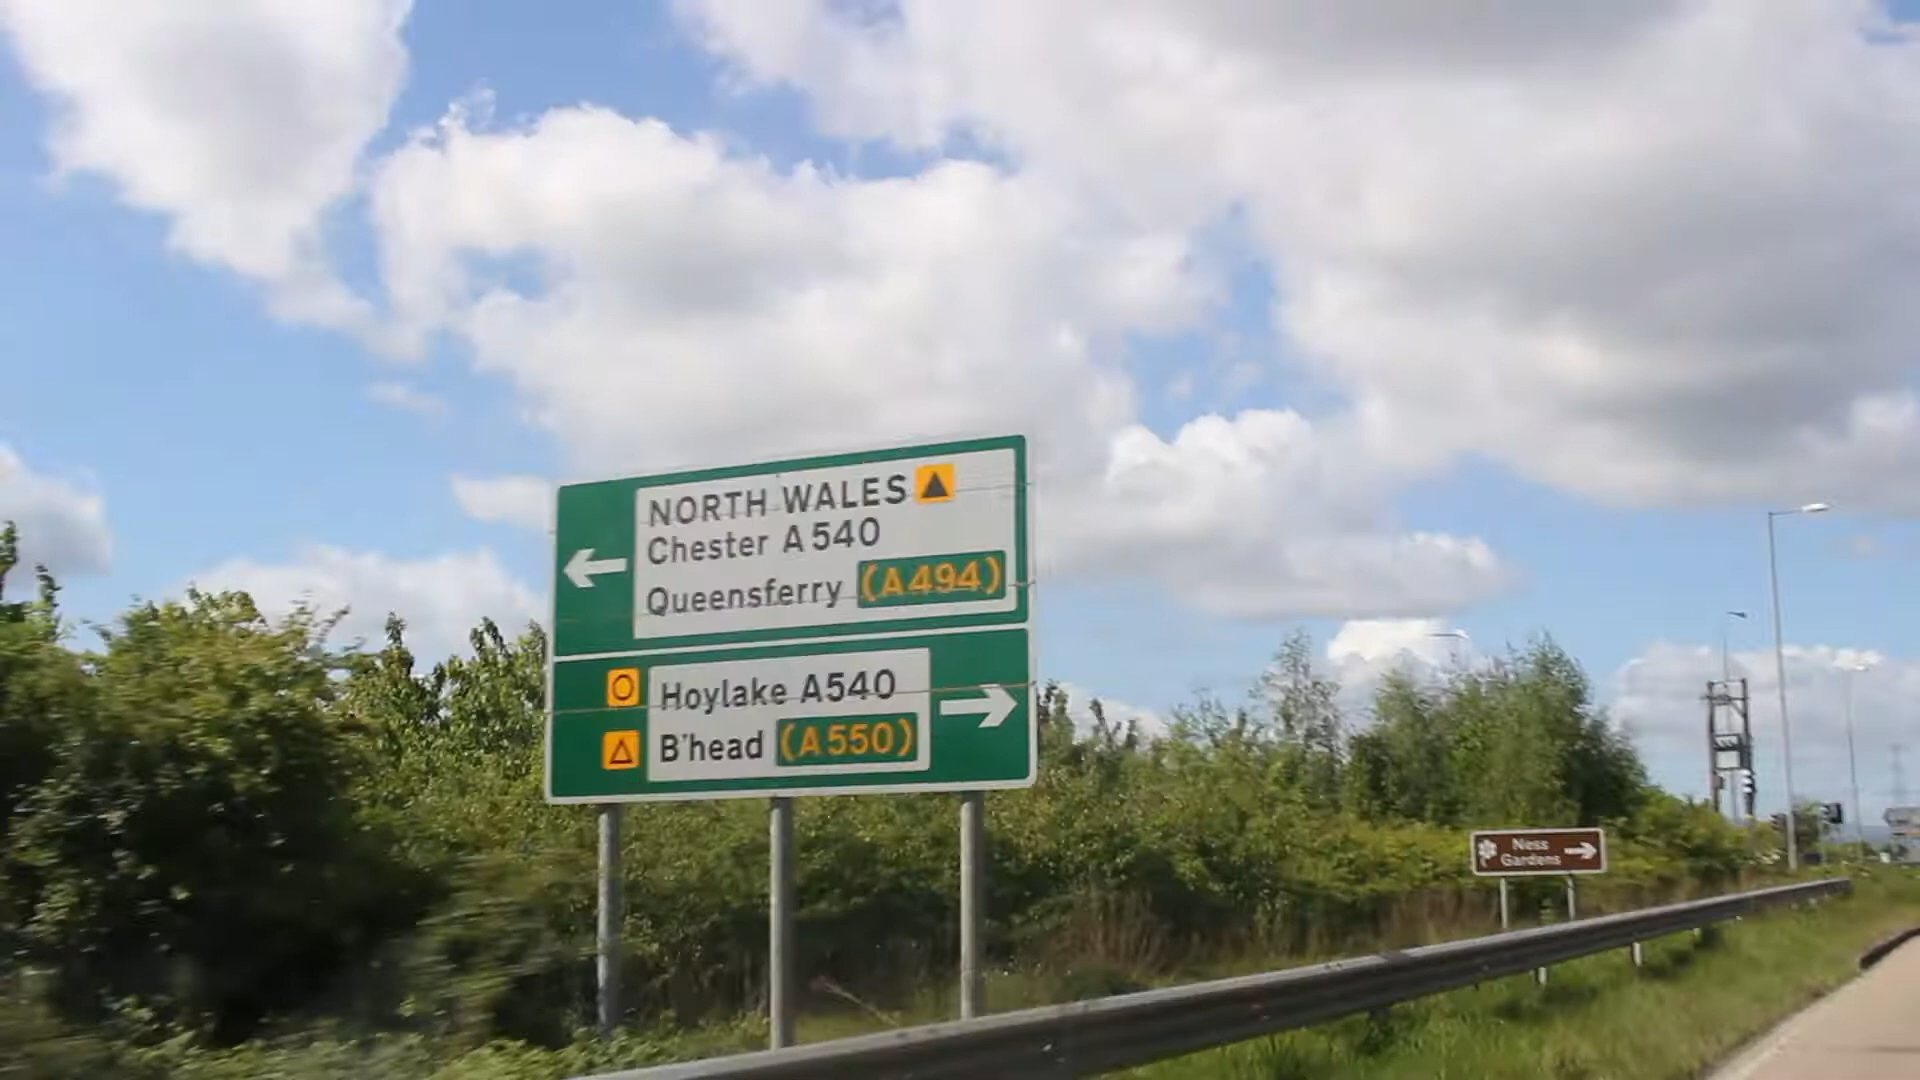 NORTH WALES
Chester A540
Queensferry (A494)
Hoylake A540
B'head (A550)
Ness
Gardens